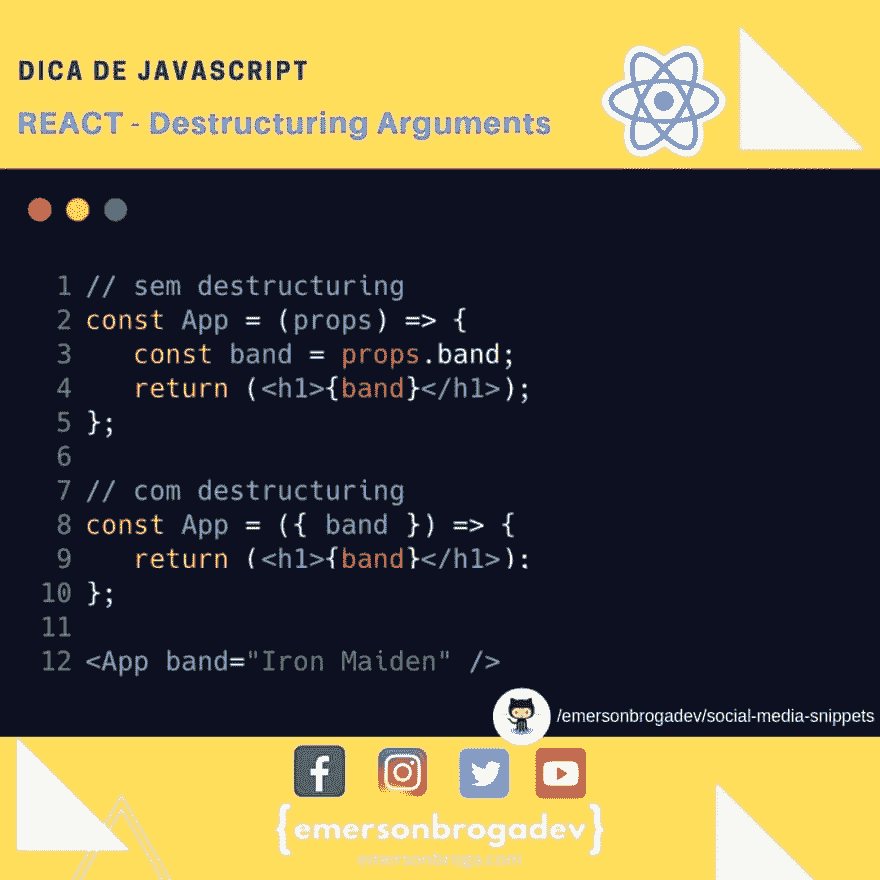 DICA DE JAVASCRIPT
REACT - Destructuring Arguments
1 // sem destructuring
2 const App = (props) => {
3 const band = props.band;
4 return (<h1>{band}</h1>);
5 };
6
7 // com destructuring
8 const App = ({ band }) => {
9 return (<h1>{band}</h1>):
10 };
11
12 <App band="Iron Maiden" />
/emersonbrogadev/social-media-snippets
{emersonbrogadev}
emersonbroga.com